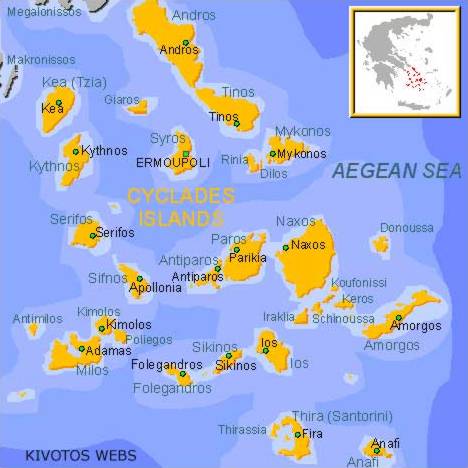 Megalonissos
Andros
Andros
Makronissos
Kea (Tzia)
Kea
Giaros
Tinos
Tinos
Syros
Mykonos
Kythnos
Kythnos
ERMOUPOLI
Rinia
Mykonos
Dilos
AEGEAN SEA
CYCLADES
ISLANDS
Serifos
Serifos
Naxos
Donoussa
Paros
Naxos
Antiparos
Parikia
Sifnos
Antiparos
Apollonia
Koufonissi
Keros
Antimilos
Kimolos
Kimolos
Iraklia
Schinoussa
Amorgos
Poliegos
Adamas
Milos
Sikinos
Ios
Amorgos
Folegandros
Sikinos
Ios
Folegandros
Thira (Santorini)
Thirassia
Fira
Anafi
Anafi
KIVOTOS WEBS